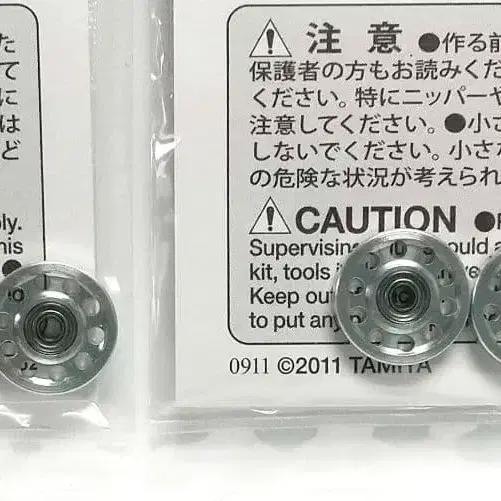 た
て
に
は
ど
ply.
his
⚠ 注 意 ●作る前
保護者の方もお読みくだ
ください。特にニッパーや
注意してください。●小さ
しないでください。小さな
の危険な状況が考えられ
⚠ CAUTION ●
Supervising should a
kit, tools
Keep out
to put any
0911 ©2011 TAMIYA